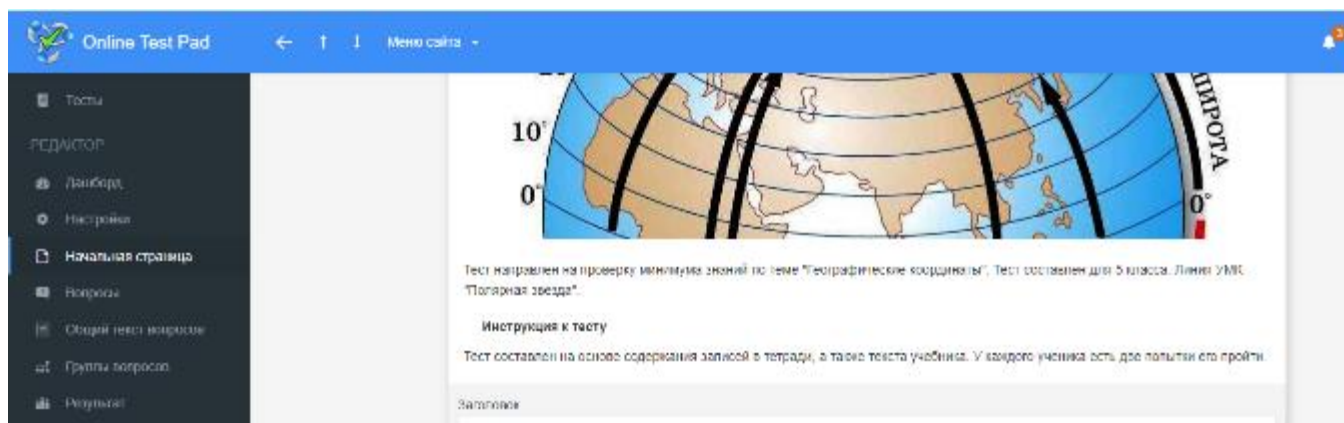 Online Test Pad
Меню сайта
3
Тесты
РЕДАКТОР
Дашборд
Настройки
Начальная страница
Вопросы
Общий текст вопросов
Группы вопросов
Результат
10°
0°
ШИРОТА
0°
Тест направлен на проверку минимума знаний по теме "Географические координаты". Тест составлен для 5 класса. Линия УМК
"Полярная звезда".
Инструкция к тесту
Тест составлен на основе содержания записей в тетради, а также текста учебника. У каждого ученика есть две попытки его пройти.
Заголовок